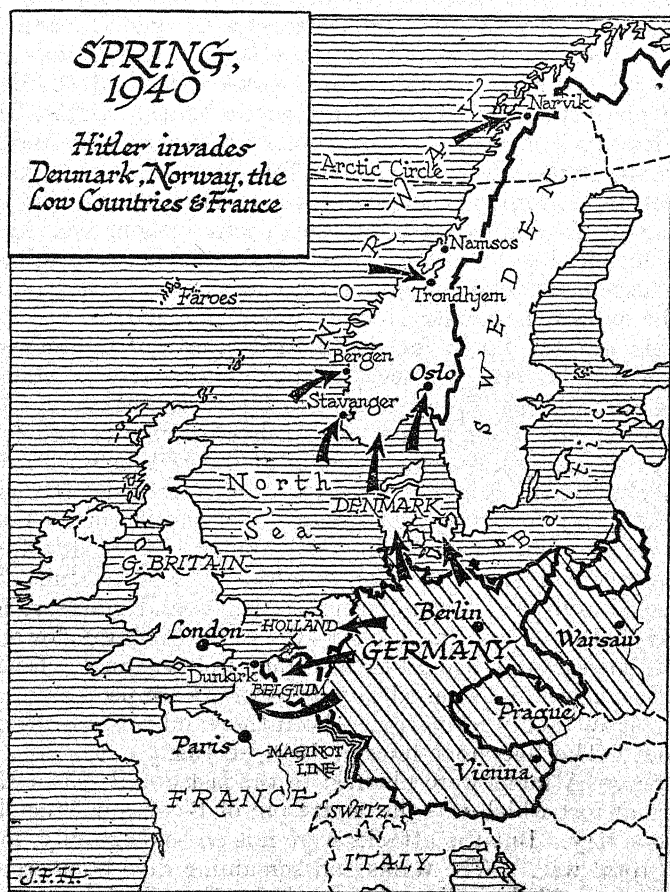 SPRING,
1940
Hitler invades
Denmark, Norway, the
Low Countries & France
Narvik
Arctic Circle
NORWAY
SWEDEN
Namsos
Färoes
Trondhjem
Bergen
Oslo
Stavanger
North
Sea
DENMARK
Baltic
G. BRITAIN
HOLLAND
Berlin
London
Warsaw
GERMANY
Dunkirk
BELGIUM
Prague
Paris
MAGINOT
LINE
Vienna
FRANCE
SWITZ.
ITALY
J.F.H.